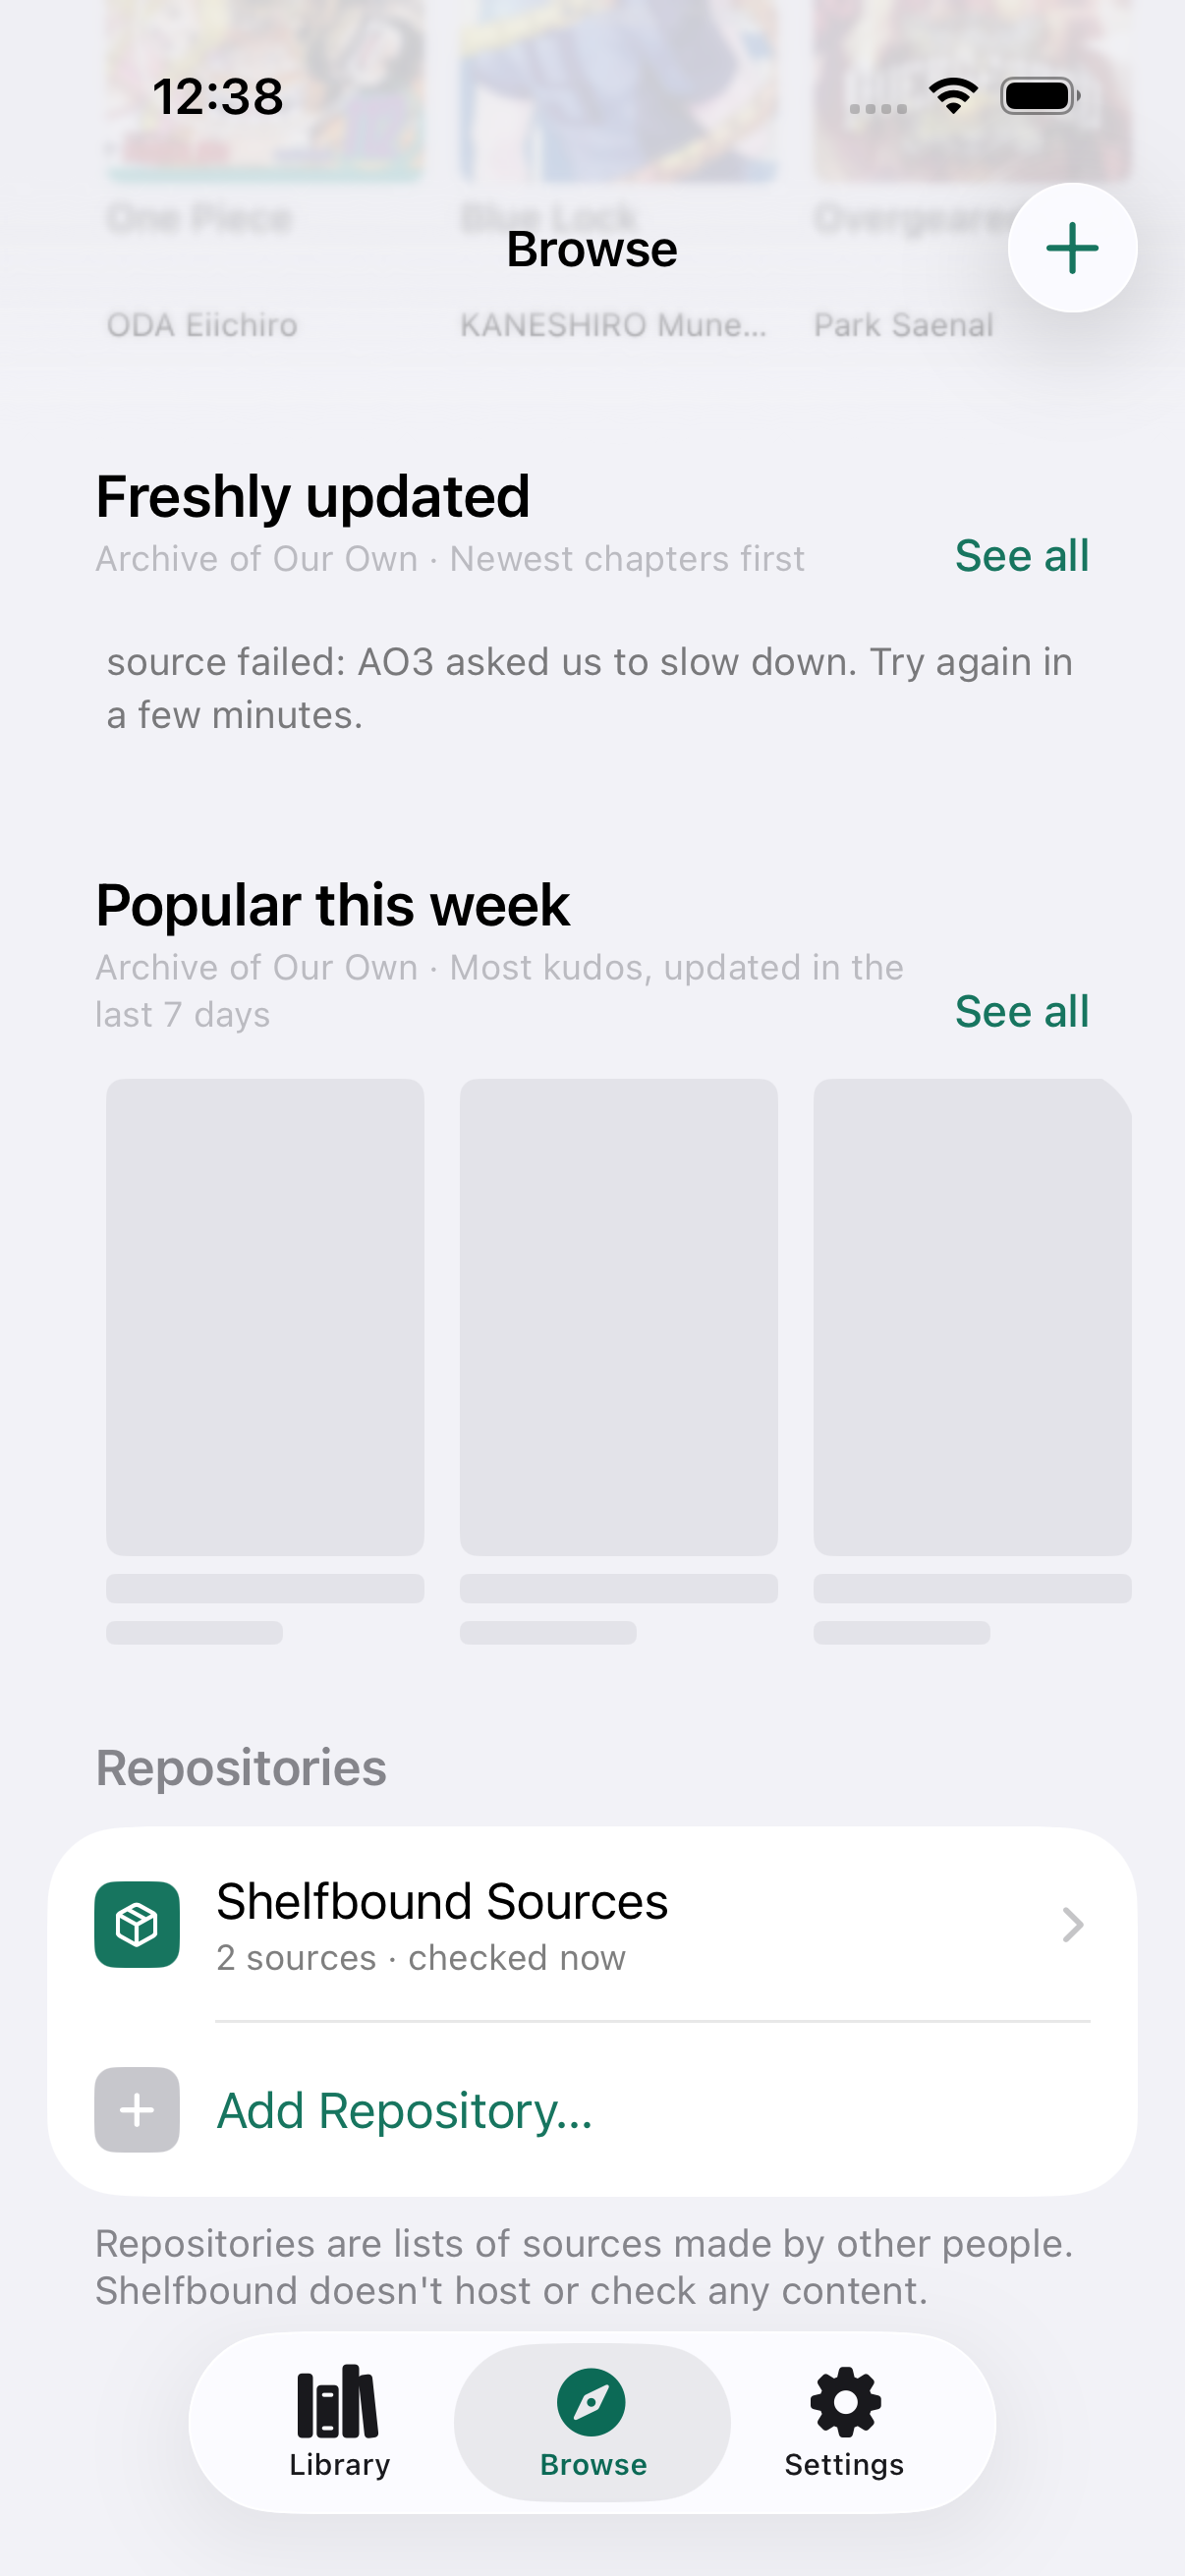 12:38
One Piece
Blue Lock
Browse
ODA Eiichiro
KANESHIRO Mune...
Park Saenal
Freshly updated
Archive of Our Own · Newest chapters first
See all
source failed: AO3 asked us to slow down. Try again in
a few minutes.
Popular this week
Archive of Our Own · Most kudos, updated in the
last 7 days
See all
Repositories
Shelfbound Sources
2 sources · checked now
Add Repository...
Repositories are lists of sources made by other people.
Shelfbound doesn't host or check any content.
Library
Browse
Settings